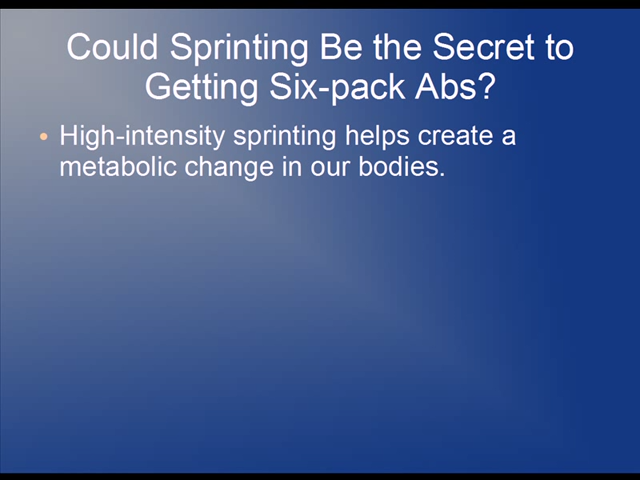 Could Sprinting Be the Secret to
Getting Six-pack Abs?
• High-intensity sprinting helps create a
metabolic change in our bodies.